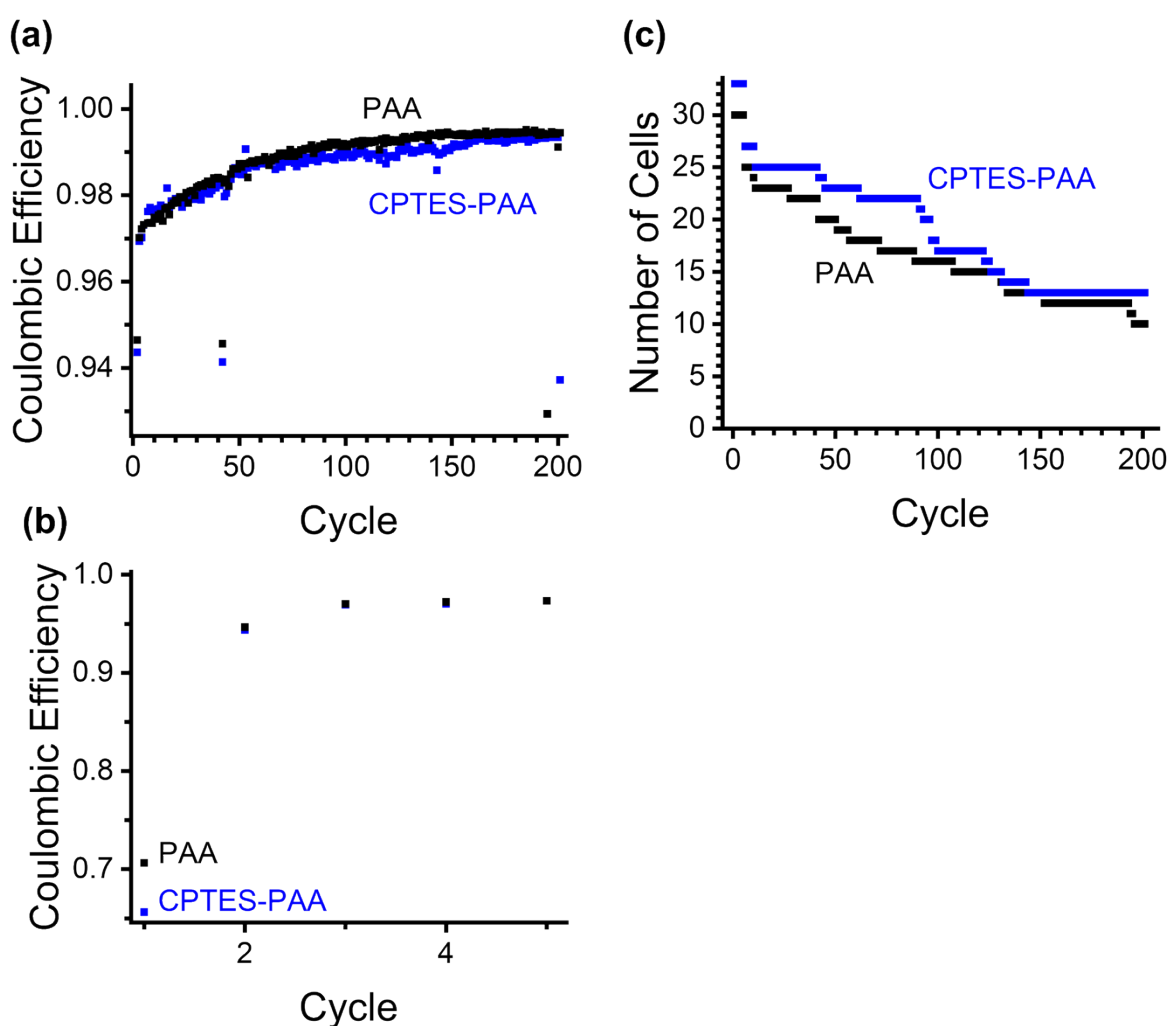 (a)
Coulombic Efficiency
1.00
0.98
0.96
0.94
PAA
CPTES-PAA
0
50
100
150
200
Cycle
(c)
Number of Cells
30
25
20
15
10
5
0
CPTES-PAA
PAA
0
50
100
150
200
Cycle
(b)
Coulombic Efficiency
1.0
0.9
0.8
0.7
PAA
CPTES-PAA
2
4
Cycle